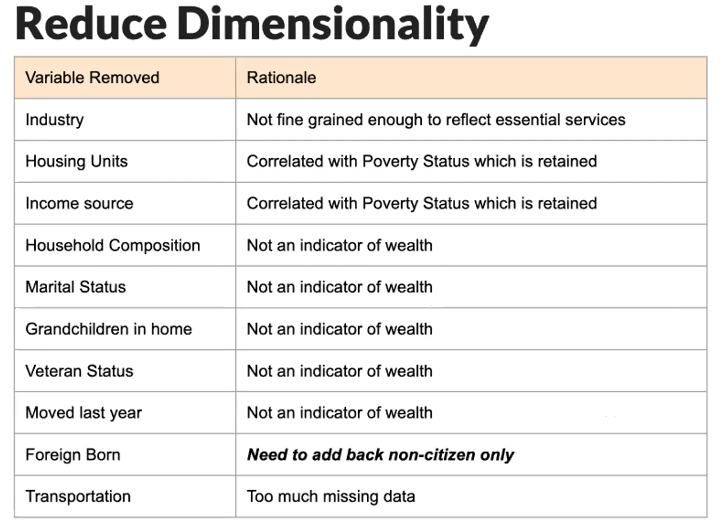 Reduce Dimensionality
Variable Removed Rationale
Industry Not fine grained enough to reflect essential services
Housing Units Correlated with Poverty Status which is retained
Income source Correlated with Poverty Status which is retained
Household Composition Not an indicator of wealth
Marital Status Not an indicator of wealth
Grandchildren in home Not an indicator of wealth
Veteran Status Not an indicator of wealth
Moved last year Not an indicator of wealth
Foreign Born Need to add back non-citizen only
Transportation Too much missing data